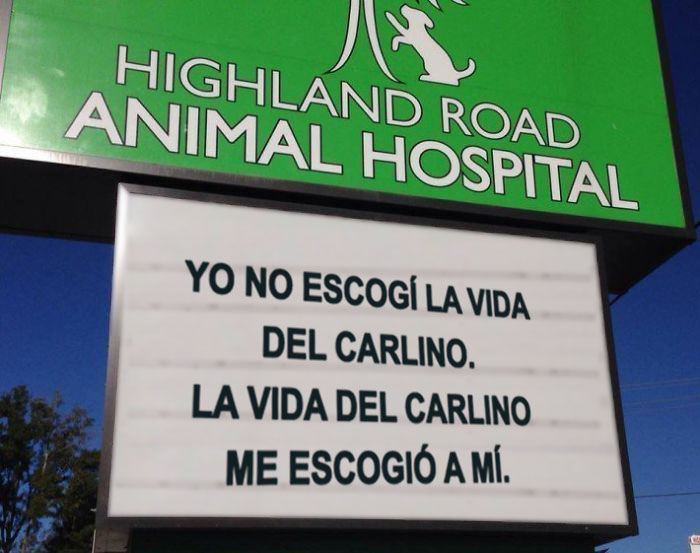 HIGHLAND ROAD
ANIMAL HOSPITAL
YO NO ESCOGÍ LA VIDA
DEL CARLINO.
LA VIDA DEL CARLINO
ME ESCOGIÓ A MÍ.